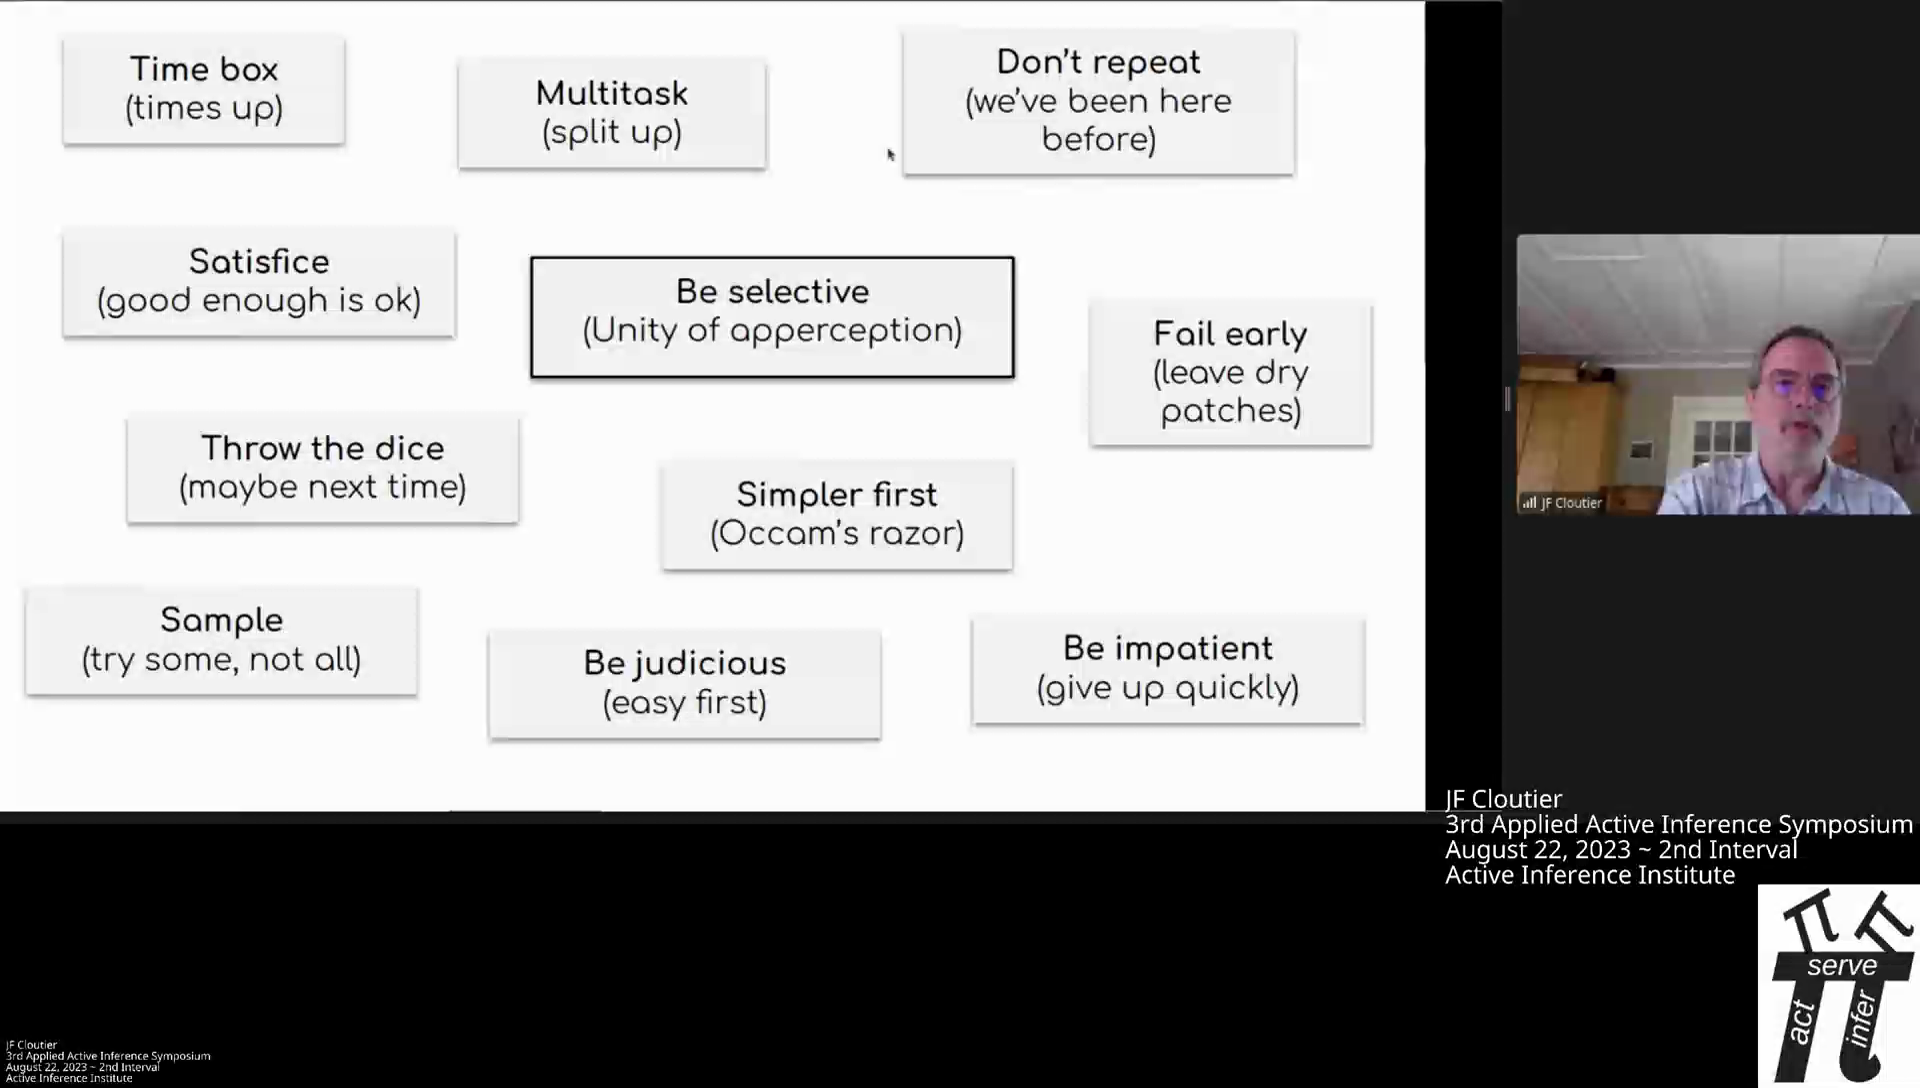 Time box
(times up)
Multitask
(split up)
Don't repeat
(we've been here
before)
Satisfice
(good enough is ok)
Be selective
(Unity of apperception)
Fail early
(leave dry
patches)
Throw the dice
(maybe next time)
Simpler first
(Occam's razor)
Sample
(try some, not all)
Be judicious
(easy first)
Be impatient
(give up quickly)
JF Cloutier
JF Cloutier
3rd Applied Active Inference Symposium
August 22, 2023 ~ 2nd Interval
Active Inference Institute
serve
act
infer
JF Cloutier
3rd Applied Active Inference Symposium
August 22, 2023 ~ 2nd Interval
Active Inference Institute